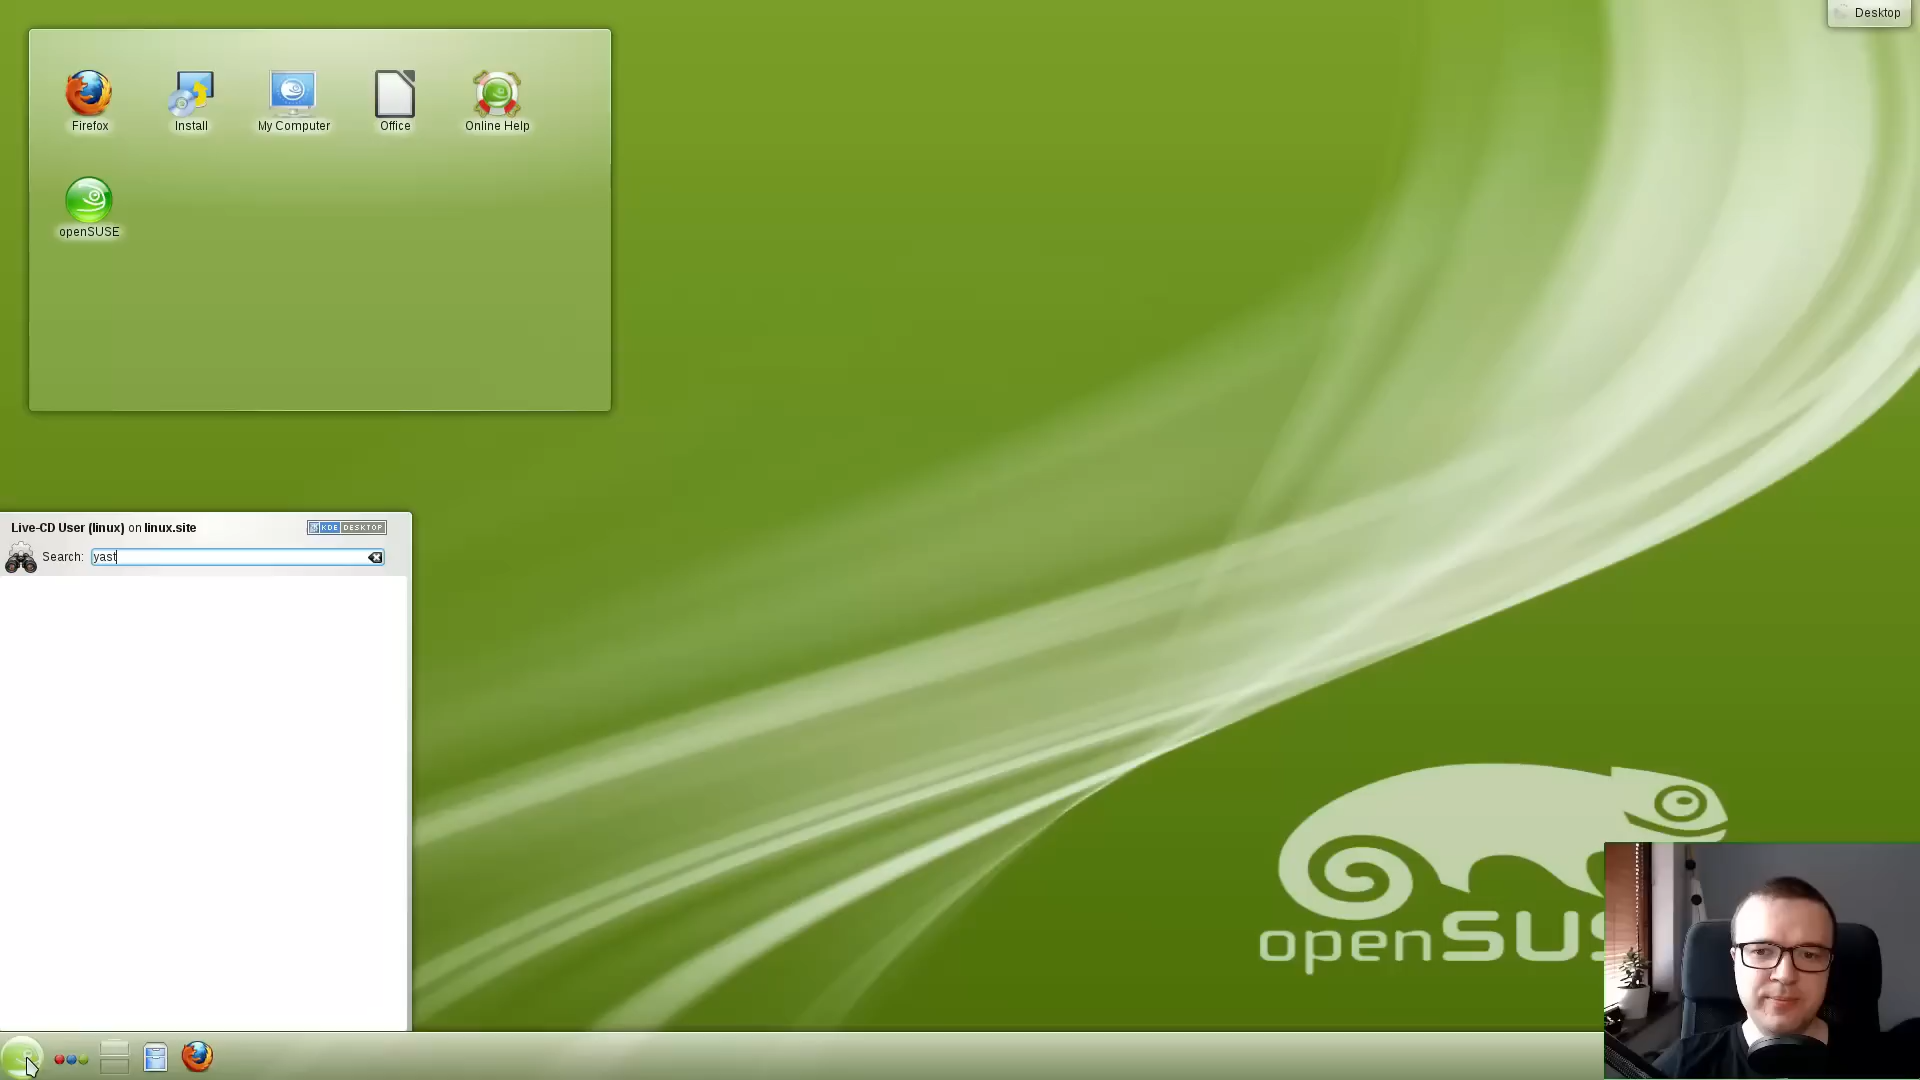 Desktop
Firefox
Install
My Computer
Office
Online Help
openSUSE
Live-CD User (linux) on linux.site
KDE DESKTOP
Search: yast
openSUS